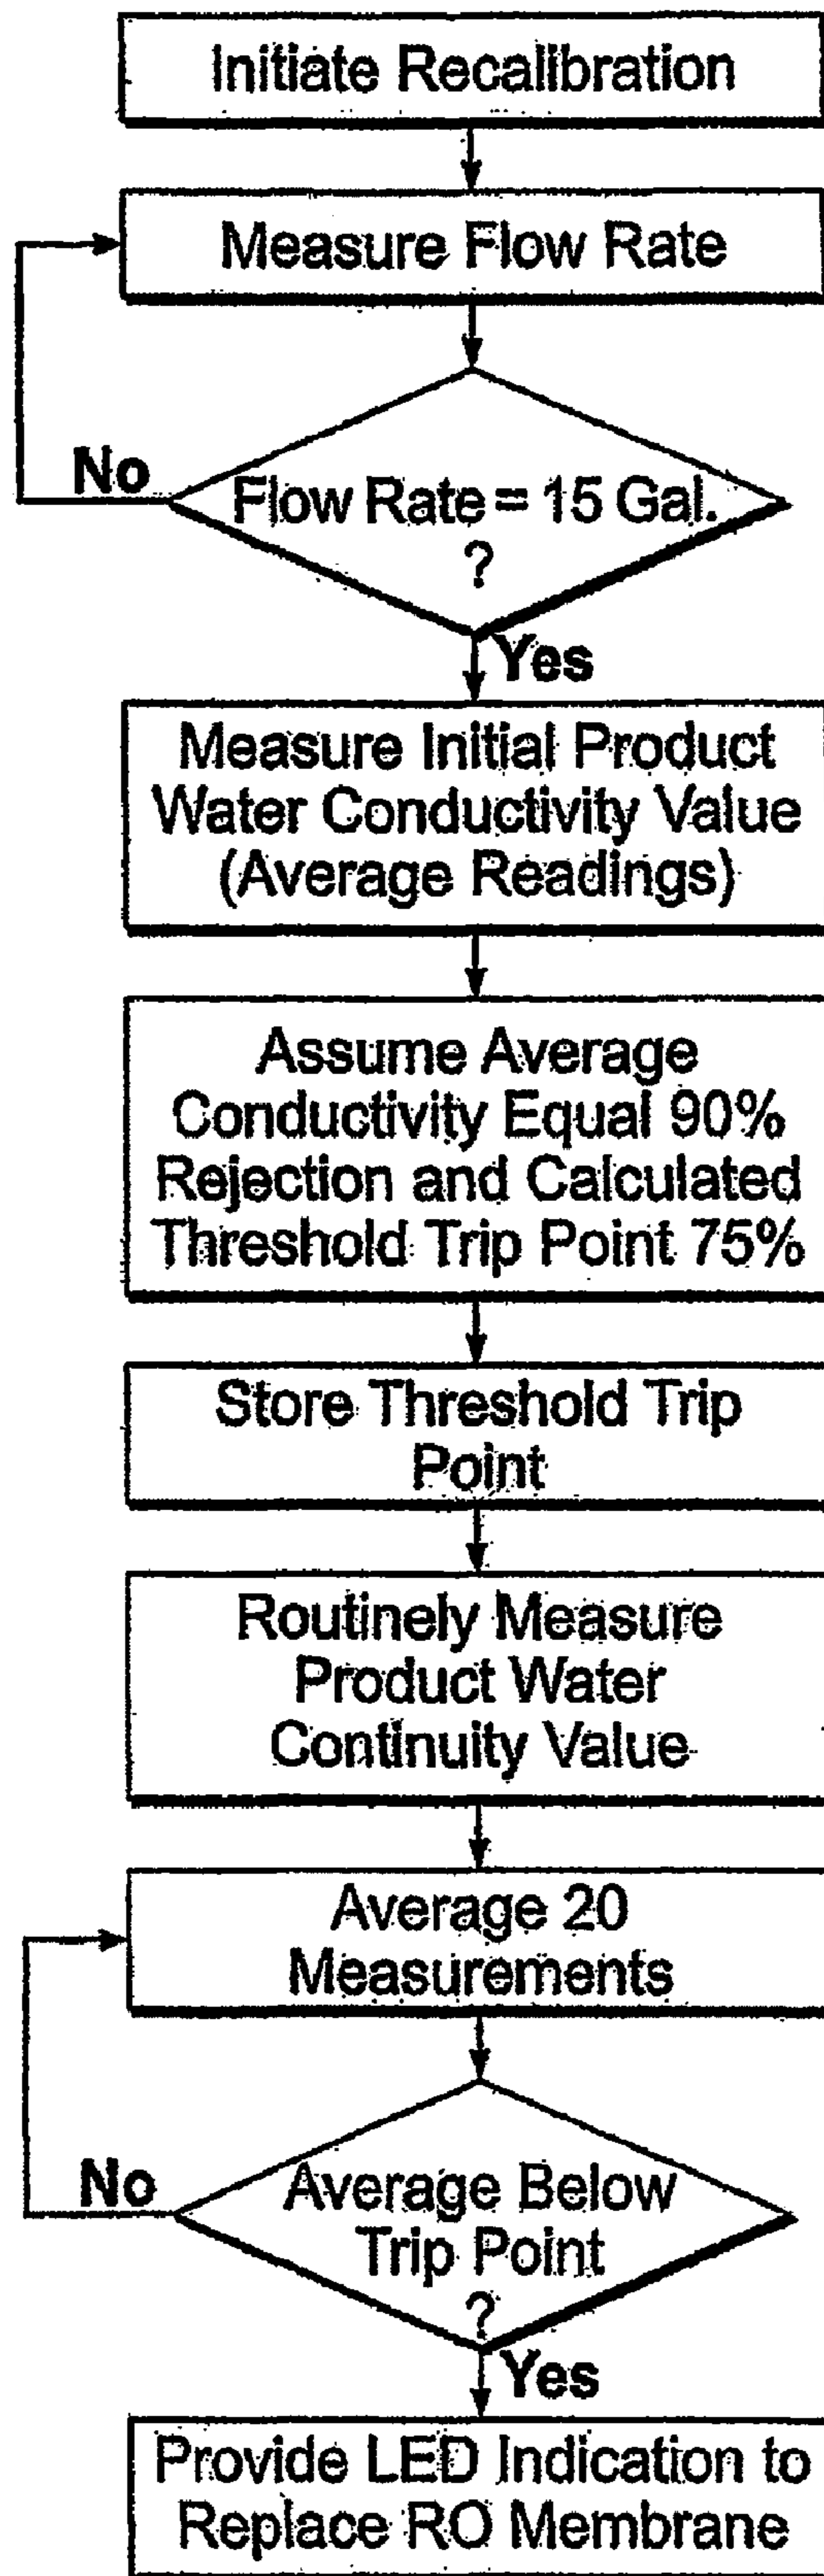 Initiate Recalibration
Measure Flow Rate
No
Flow Rate = 15 Gal.
?
Yes
Measure Initial Product
Water Conductivity Value
(Average Readings)
Assume Average
Conductivity Equal 90%
Rejection and Calculated
Threshold Trip Point 75%
Store Threshold Trip
Point
Routinely Measure
Product Water
Continuity Value
Average 20
Measurements
No
Average Below
Trip Point
?
Yes
Provide LED Indication to
Replace RO Membrane